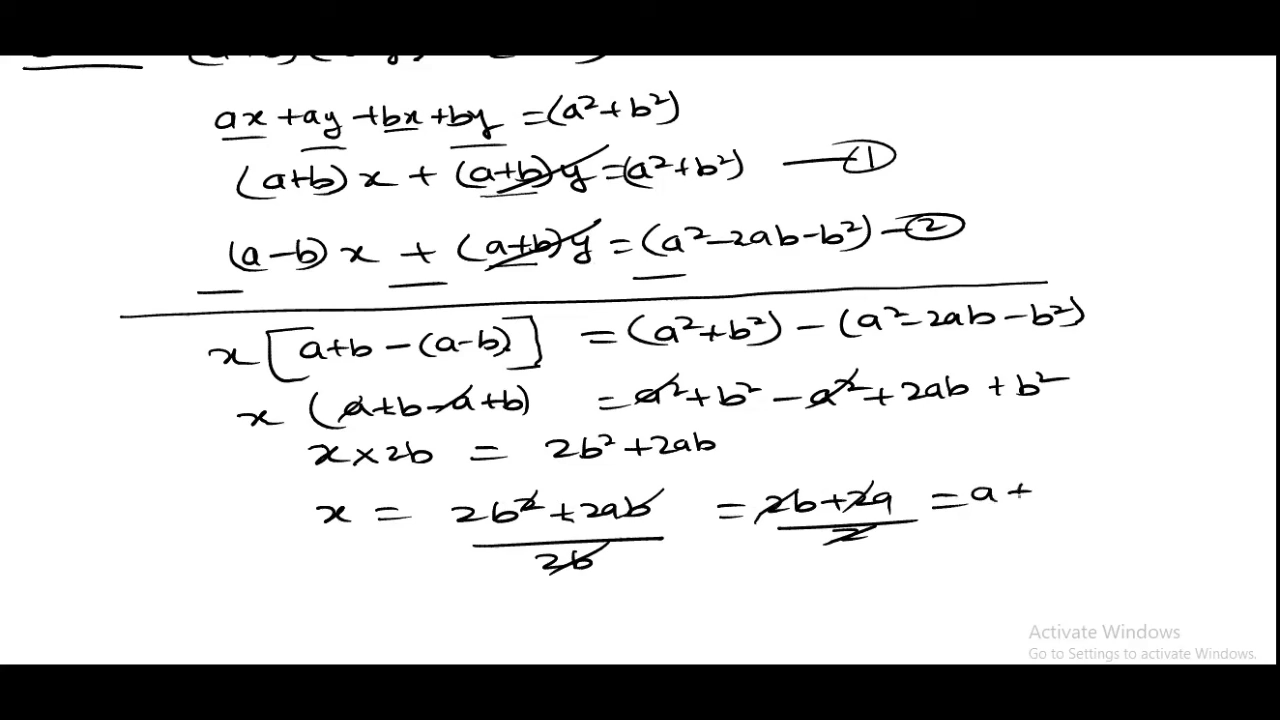 ax + ay + bx + by = (a² + b²)
(a+b) x + (a+b) y = (a² + b²) — 1
(a-b) x + (a+b) y = (a² - 2ab - b²) - 2
x [a+b - (a-b)] = (a² + b²) - (a² - 2ab - b²)
x (a+b-a+b) = a² + b² - a² + 2ab + b²
x × 2b = 2b² + 2ab
x = 2b² + 2ab / 2b = 2b + 2a / 2 = a +
Activate Windows
Go to Settings to activate Windows.